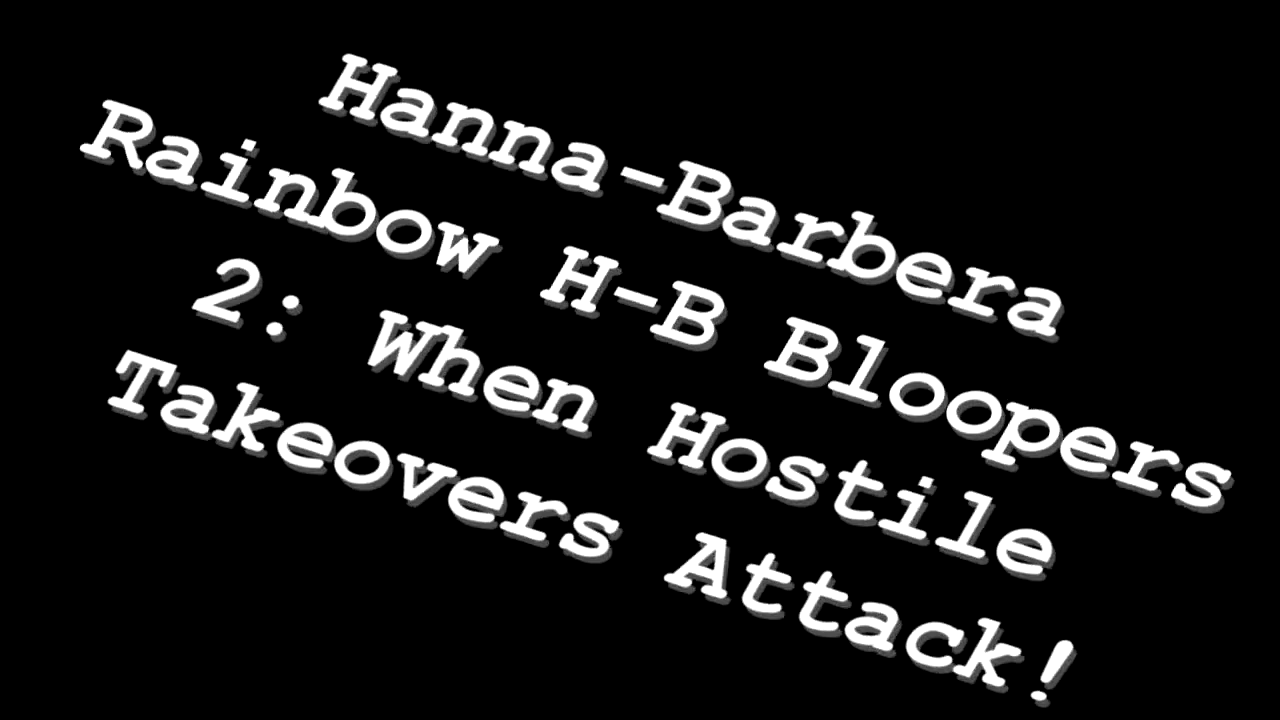 Hanna-Barbera
Rainbow H-B Bloopers
2: When Hostile
Takeovers Attack!